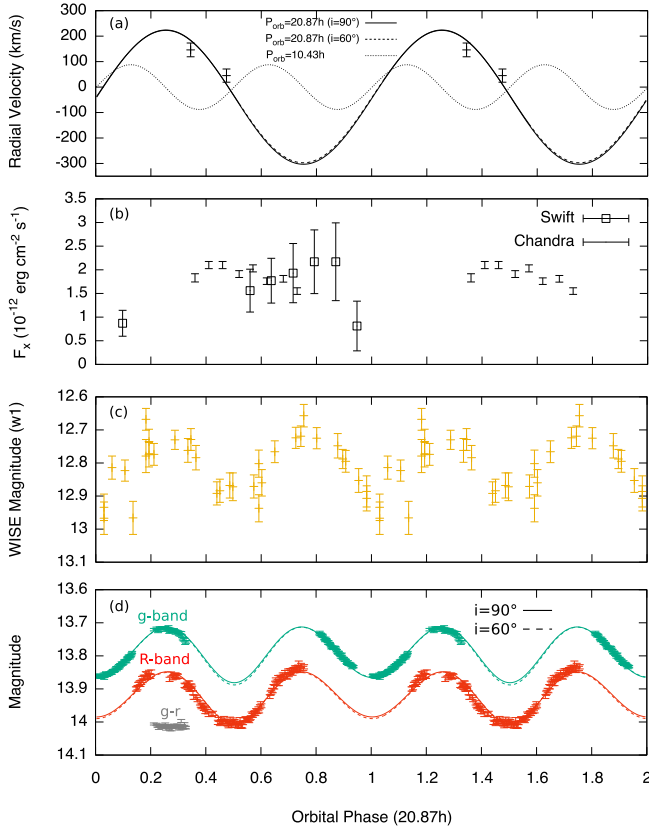 (a)
P_orb=20.87h (i=90°)
P_orb=20.87h (i=60°)
P_orb=10.43h
Radial Velocity (km/s)
300
200
100
0
-100
-200
-300
(b)
Swift
Chandra
F_x (10^-12 erg cm^-2 s^-1)
3.5
3
2.5
2
1.5
1
0.5
0
(c)
WISE Magnitude (w1)
12.6
12.7
12.8
12.9
13
13.1
(d)
g-band
R-band
g-r
i=90°
i=60°
Magnitude
13.6
13.7
13.8
13.9
14
14.1
0 0.2 0.4 0.6 0.8 1 1.2 1.4 1.6 1.8 2
Orbital Phase (20.87h)